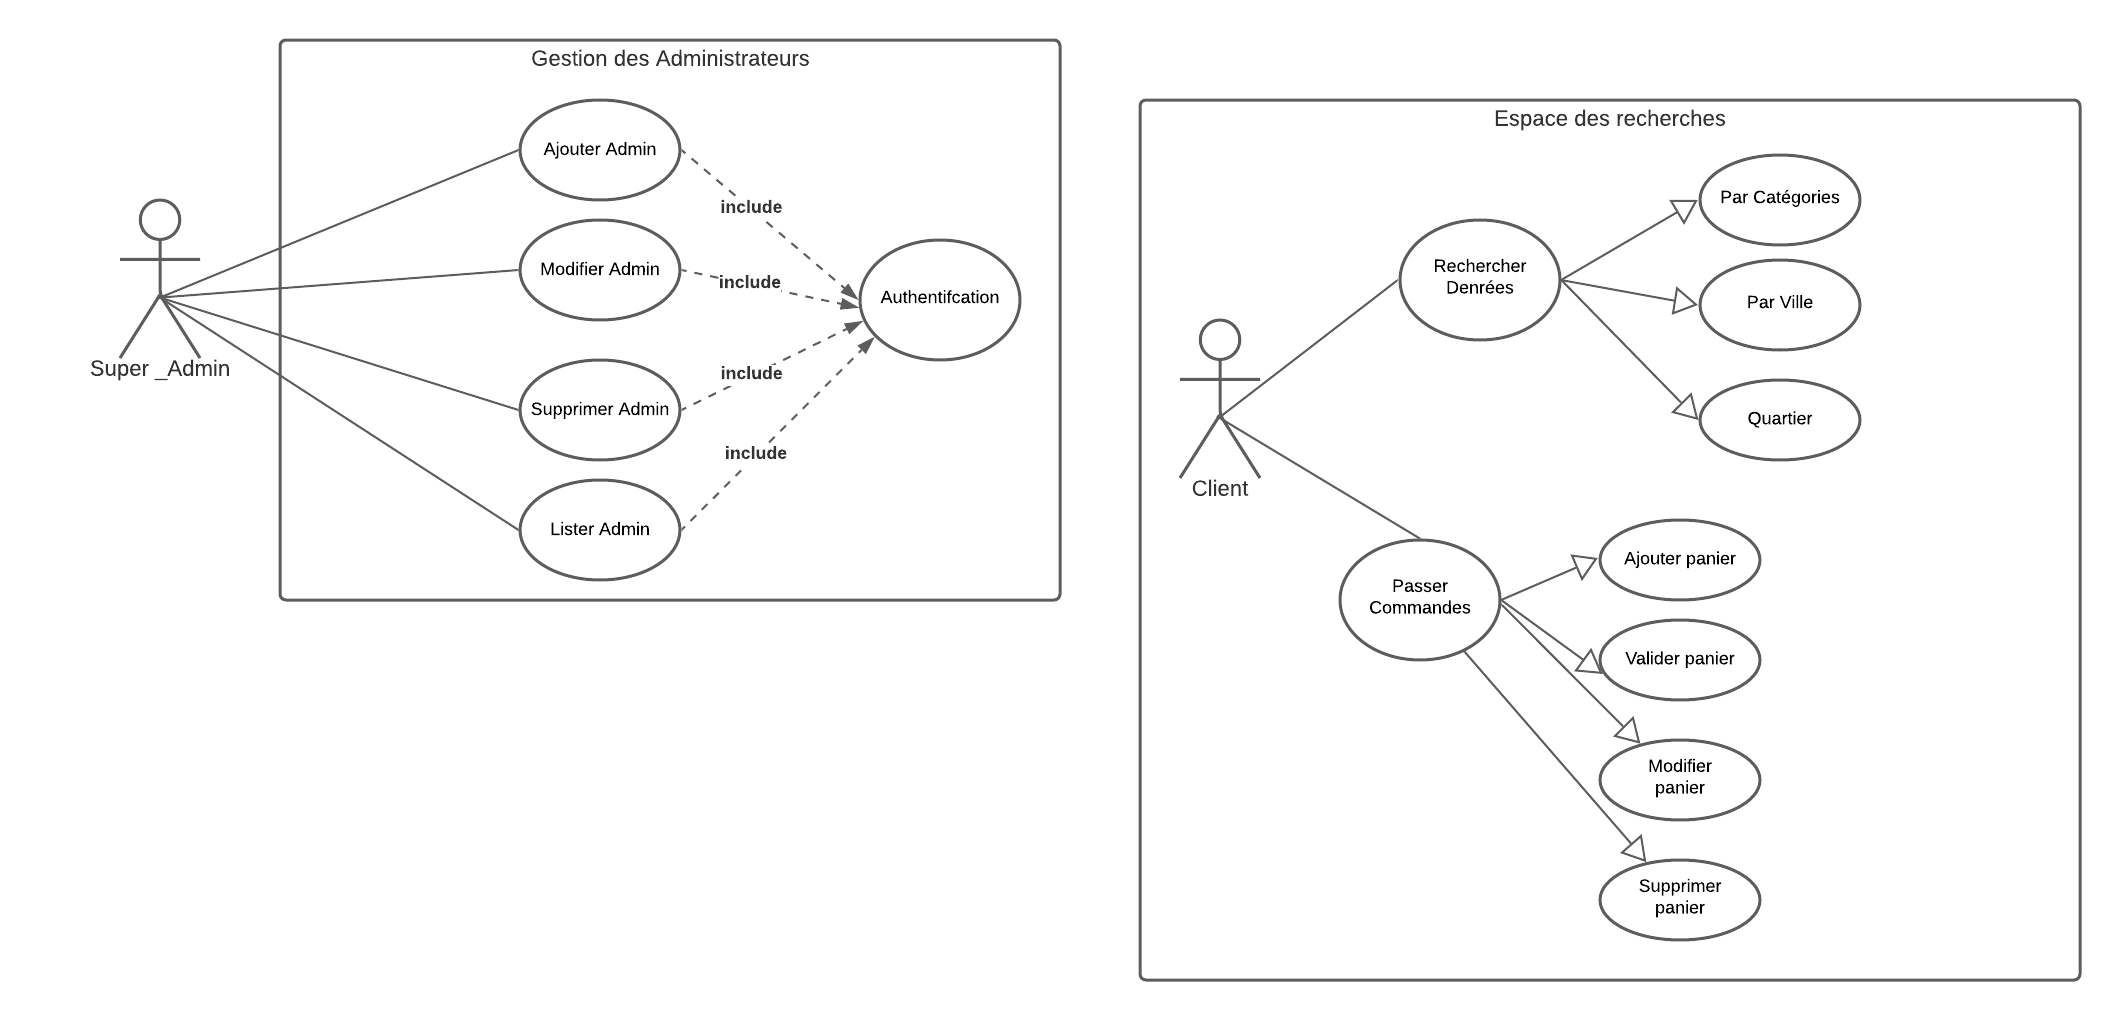 Gestion des Administrateurs
Ajouter Admin
include
Modifier Admin
include
Authentifcation
Super _Admin
include
Supprimer Admin
include
Lister Admin
Espace des recherches
Par Catégories
Rechercher
Denrées
Par Ville
Quartier
Client
Ajouter panier
Passer
Commandes
Valider panier
Modifier
panier
Supprimer
panier